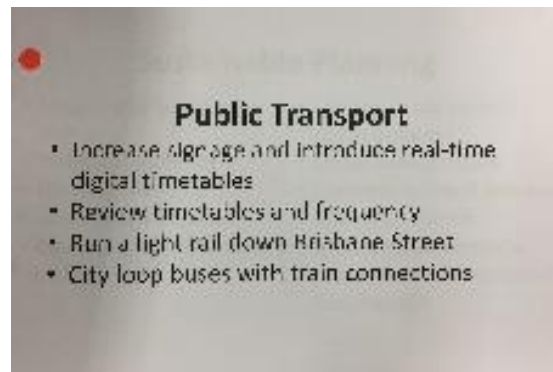 Public Transport
• Increase signage and introduce real-time
digital timetables
• Review timetables and frequency
• Run a light rail down Brisbane Street
• City loop buses with train connections